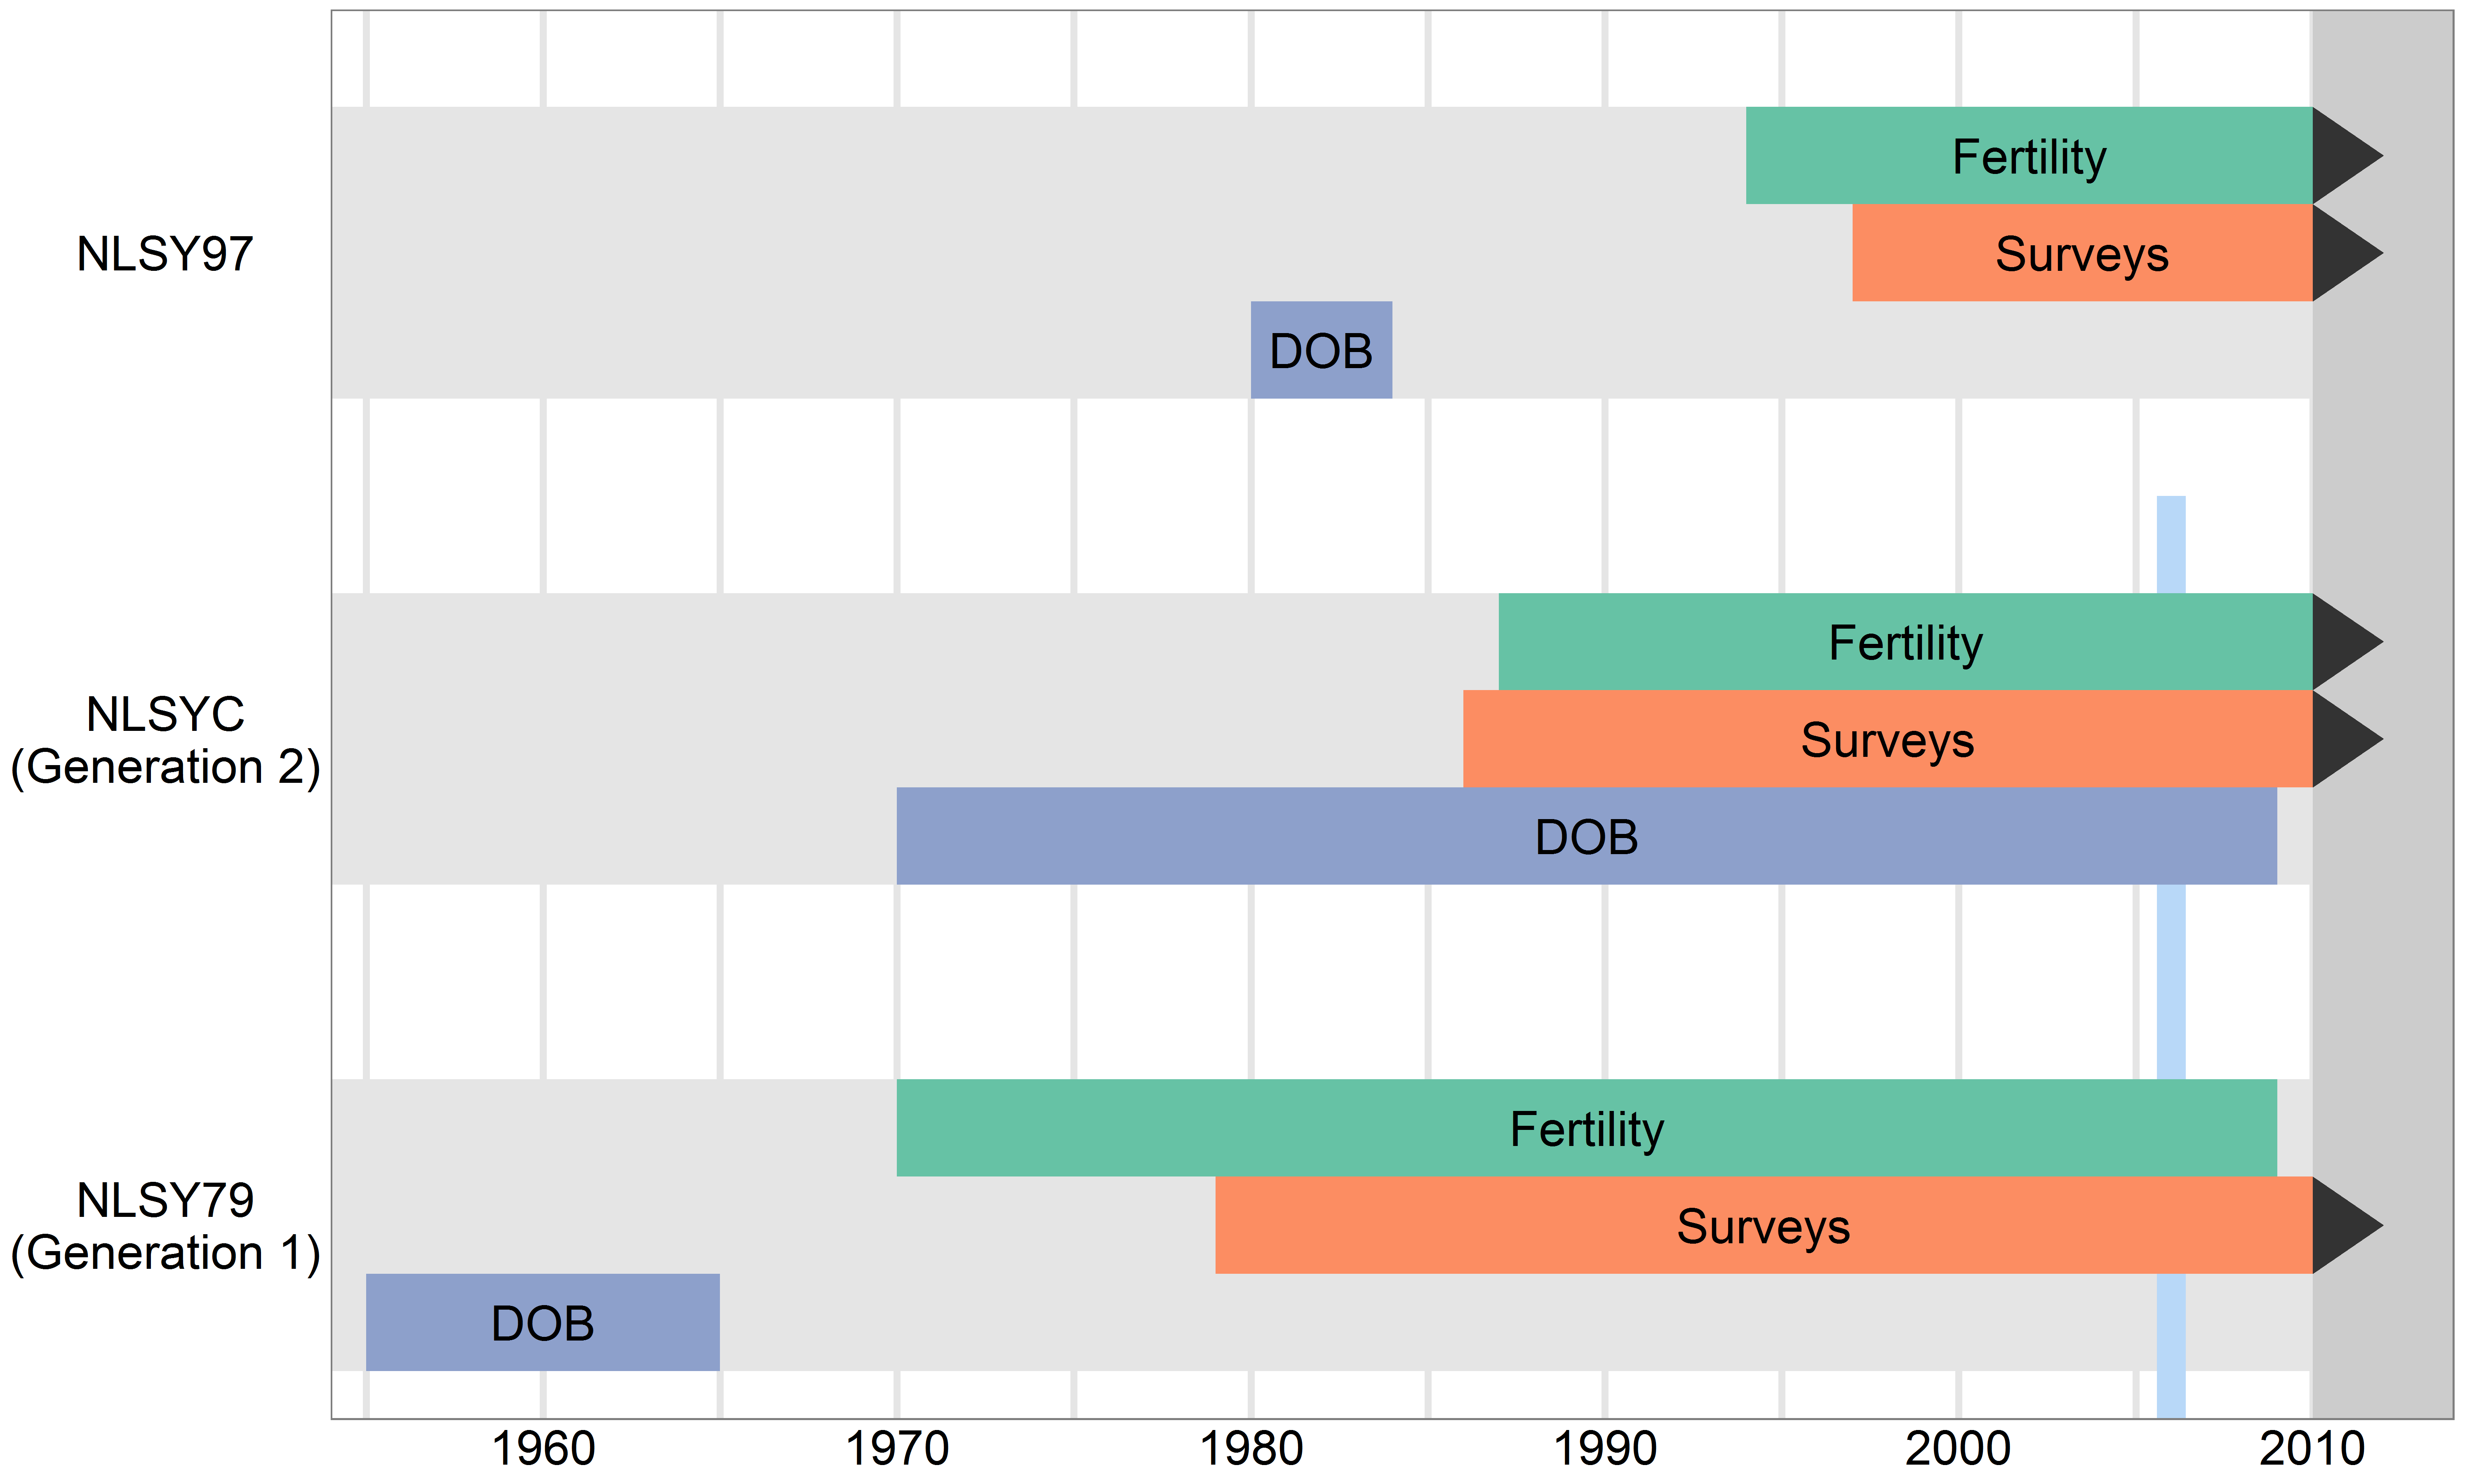 Fertility
NLSY97
Surveys
DOB
Fertility
NLSYC
(Generation 2)
Surveys
DOB
Fertility
NLSY79
(Generation 1)
Surveys
DOB
1960 1970 1980 1990 2000 2010